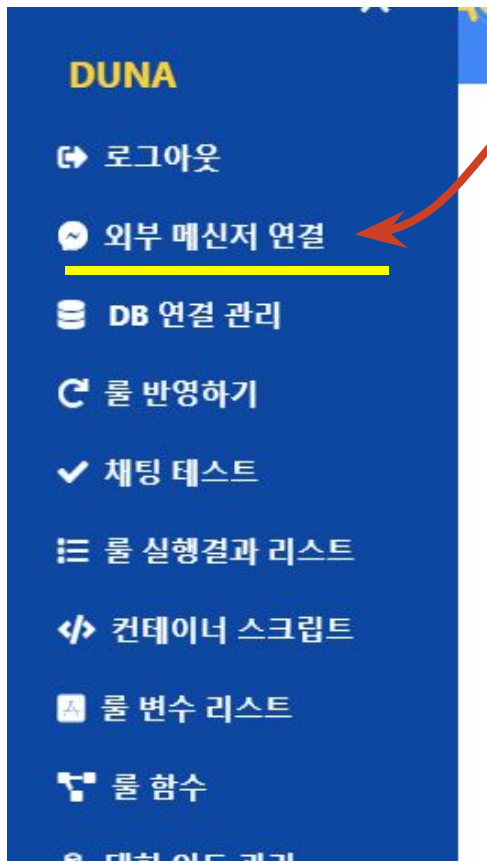 DUNA
로그아웃
외부 메신저 연결
DB 연결 관리
룰 반영하기
채팅 테스트
룰 실행결과 리스트
컨테이너 스크립트
룰 변수 리스트
룰 함수